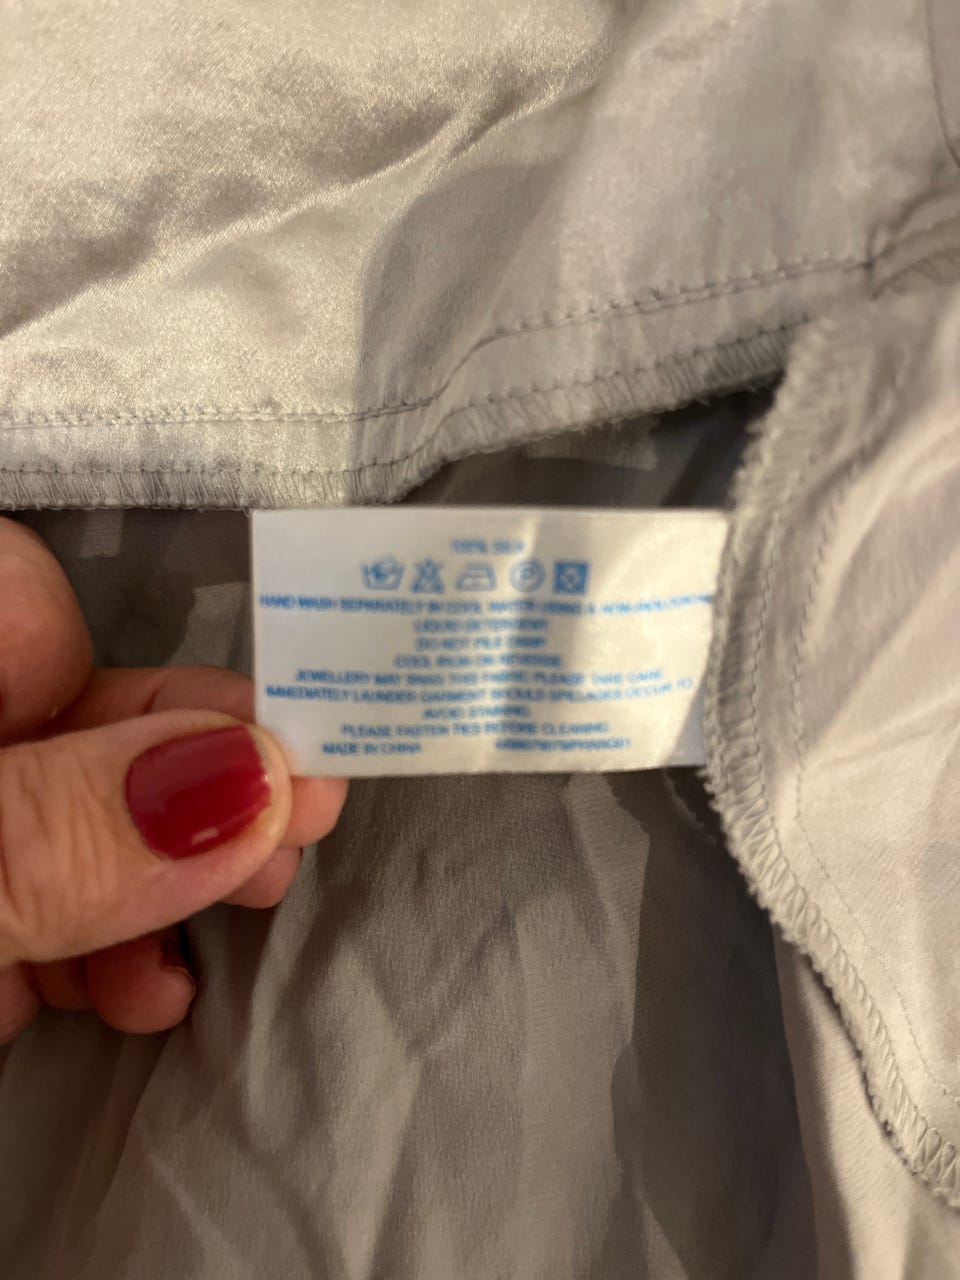 100% SILK
HAND WASH SEPARATELY IN COOL WATER USING A NON-BIOLOGICAL
LIQUID DETERGENT
DO NOT PILE DAMP
COOL IRON ON REVERSE
JEWELLERY MAY SNAG THIS FABRIC PLEASE TAKE CARE
IMMEDIATELY LAUNDER GARMENT SHOULD SPILLAGES OCCUR TO
AVOID STAINING.
PLEASE FASTEN TIES BEFORE CLEANING.
MADE IN CHINA